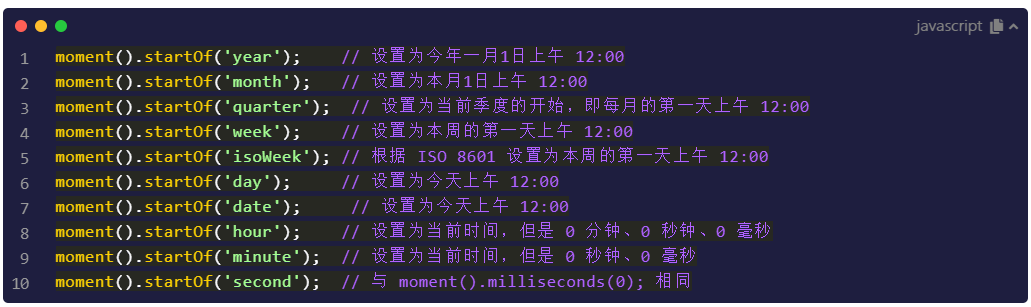 javascript
1 moment().startOf('year');    // 设置为今年一月1日上午 12:00
2 moment().startOf('month');   // 设置为本月1日上午 12:00
3 moment().startOf('quarter');  // 设置为当前季度的开始，即每月的第一天上午 12:00
4 moment().startOf('week');    // 设置为本周的第一天上午 12:00
5 moment().startOf('isoWeek'); // 根据 ISO 8601 设置为本周的第一天上午 12:00
6 moment().startOf('day');     // 设置为今天上午 12:00
7 moment().startOf('date');     // 设置为今天上午 12:00
8 moment().startOf('hour');    // 设置为当前时间，但是 0 分钟、0 秒钟、0 毫秒
9 moment().startOf('minute');  // 设置为当前时间，但是 0 秒钟、0 毫秒
10 moment().startOf('second');  // 与 moment().milliseconds(0); 相同